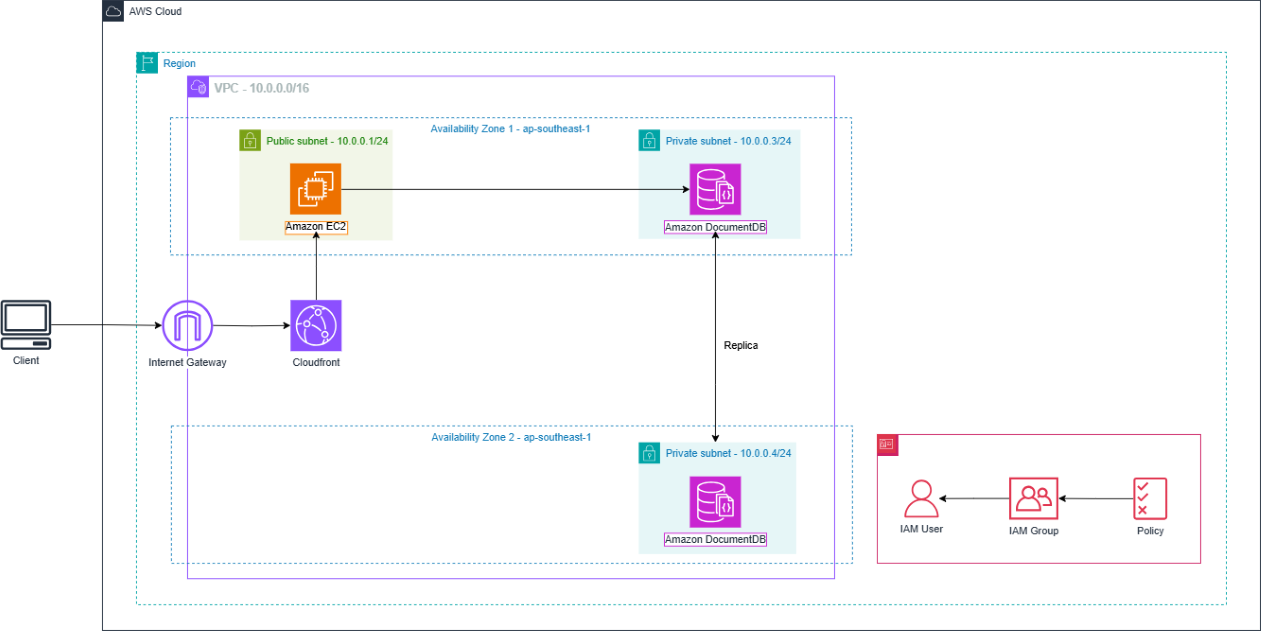 AWS Cloud
Region
VPC - 10.0.0.0/16
Availability Zone 1 - ap-southeast-1
Public subnet - 10.0.0.1/24
Private subnet - 10.0.0.3/24
Amazon EC2
Amazon DocumentDB
Client
Internet Gateway
Cloudfront
Replica
Availability Zone 2 - ap-southeast-1
Private subnet - 10.0.0.4/24
Amazon DocumentDB
IAM User
IAM Group
Policy